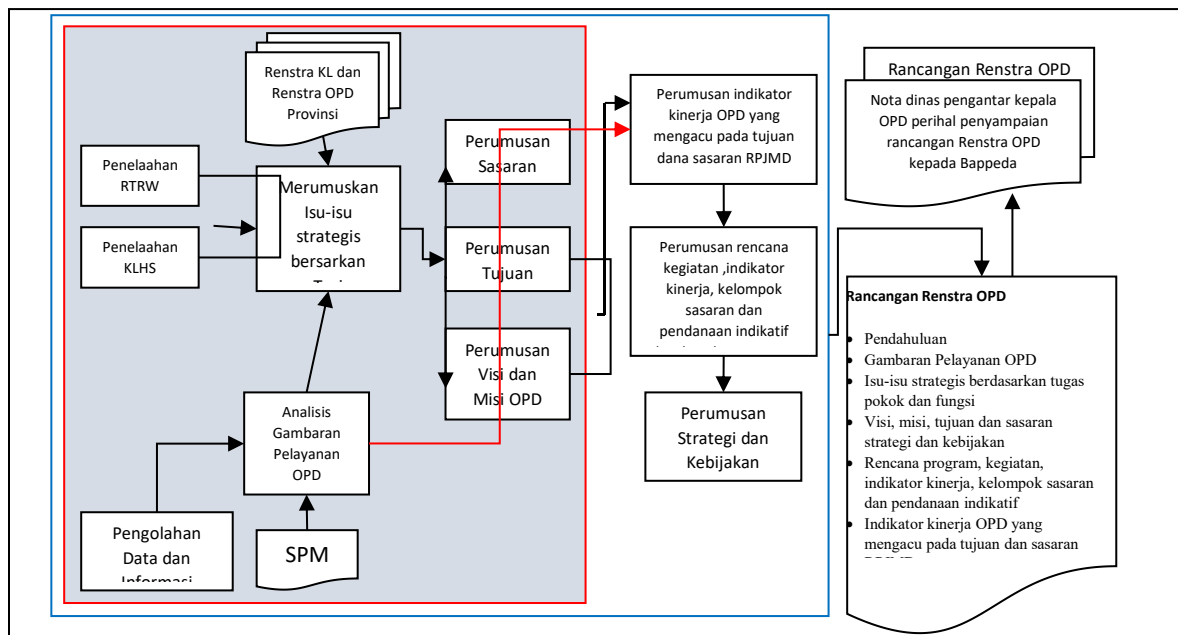 Renstra KL dan
Renstra OPD
Provinsi
Penelaahan
RTRW
Penelaahan
KLHS
Merumuskan
Isu-isu
strategis
bersarkan
Perumusan
Sasaran
Perumusan
Tujuan
Perumusan
Visi dan
Misi OPD
Analisis
Gambaran
Pelayanan
OPD
Pengolahan
Data dan
Informasi
SPM
Perumusan indikator
kinerja OPD yang
mengacu pada tujuan
dana sasaran RPJMD
Perumusan rencana
kegiatan ,indikator
kinerja, kelompok
sasaran dan
pendanaan indikatif
Perumusan
Strategi dan
Kebijakan
Rancangan Renstra OPD
Nota dinas pengantar kepala
OPD perihal penyampaian
rancangan Renstra OPD
kepada Bappeda
Rancangan Renstra OPD
• Pendahuluan
• Gambaran Pelayanan OPD
• Isu-isu strategis berdasarkan tugas
pokok dan fungsi
• Visi, misi, tujuan dan sasaran
strategi dan kebijakan
• Rencana program, kegiatan,
indikator kinerja, kelompok sasaran
dan pendanaan indikatif
• Indikator kinerja OPD yang
mengacu pada tujuan dan sasaran